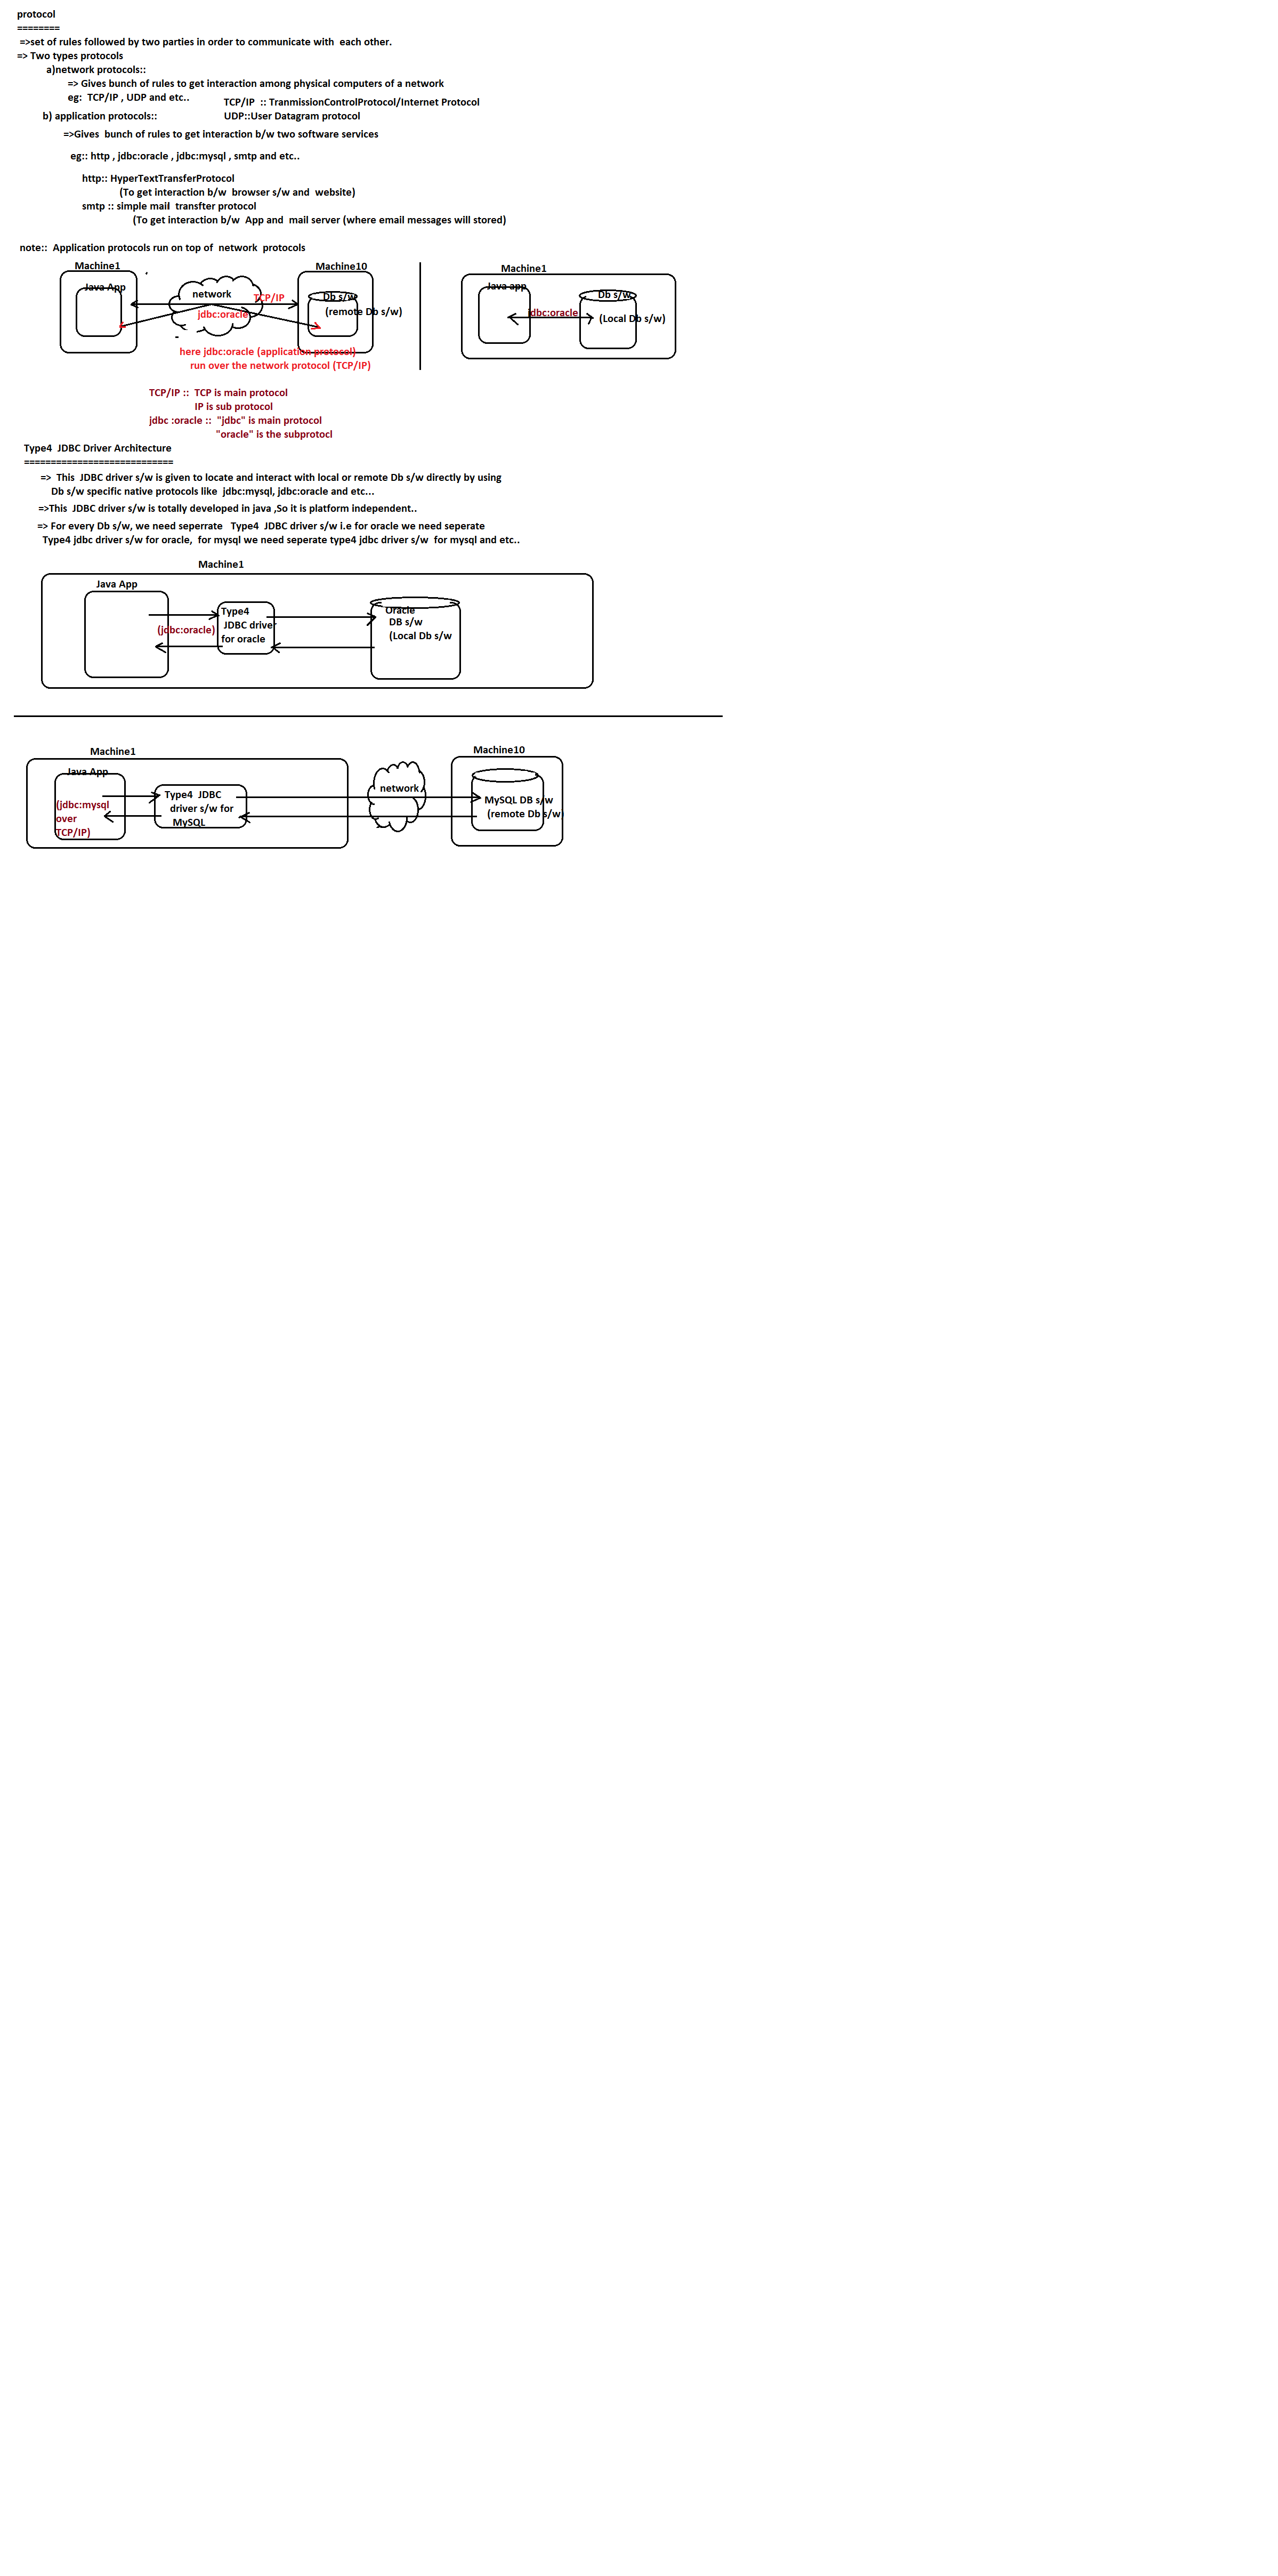 protocol
========
=>set of rules followed by two parties in order to communicate with each other.
=> Two types protocols
a)network protocols::
=> Gives bunch of rules to get interaction among physical computers of a network
eg: TCP/IP , UDP and etc..
TCP/IP :: TranmissionControlProtocol/Internet Protocol
b) application protocols::
UDP::User Datagram protocol
=>Gives bunch of rules to get interaction b/w two software services
eg:: http , jdbc:oracle , jdbc:mysql , smtp and etc..
http:: HyperTextTransferProtocol
(To get interaction b/w browser s/w and website)
smtp :: simple mail transfter protocol
(To get interaction b/w App and mail server (where email messages will stored)
note:: Application protocols run on top of network protocols
Machine1
Java App
network
TCP/IP
jdbc:oracle
Machine10
Db s/w
(remote Db s/w)
here jdbc:oracle (application protosol)
run over the network protocol (TCP/IP)
Machine1
Java app
jdbc:oracle
Db s/w
(Local Db s/w)
TCP/IP :: TCP is main protocol
IP is sub protocol
jdbc :oracle :: "jdbc" is main protocol
"oracle" is the subprotocl
Type4 JDBC Driver Architecture
============================
=> This JDBC driver s/w is given to locate and interact with local or remote Db s/w directly by using
Db s/w specific native protocols like jdbc:mysql, jdbc:oracle and etc...
=>This JDBC driver s/w is totally developed in java ,So it is platform independent..
=> For every Db s/w, we need seperrate Type4 JDBC driver s/w i.e for oracle we need seperate
Type4 jdbc driver s/w for oracle, for mysql we need seperate type4 jdbc driver s/w for mysql and etc..
Machine1
Java App
(jdbc:oracle)
Type4
JDBC driver
for oracle
Oracle
DB s/w
(Local Db s/w
Machine1
Java App
(jdbc:mysql
over
TCP/IP)
Type4 JDBC
driver s/w for
MySQL
network
Machine10
MySQL DB s/w
(remote Db s/w)